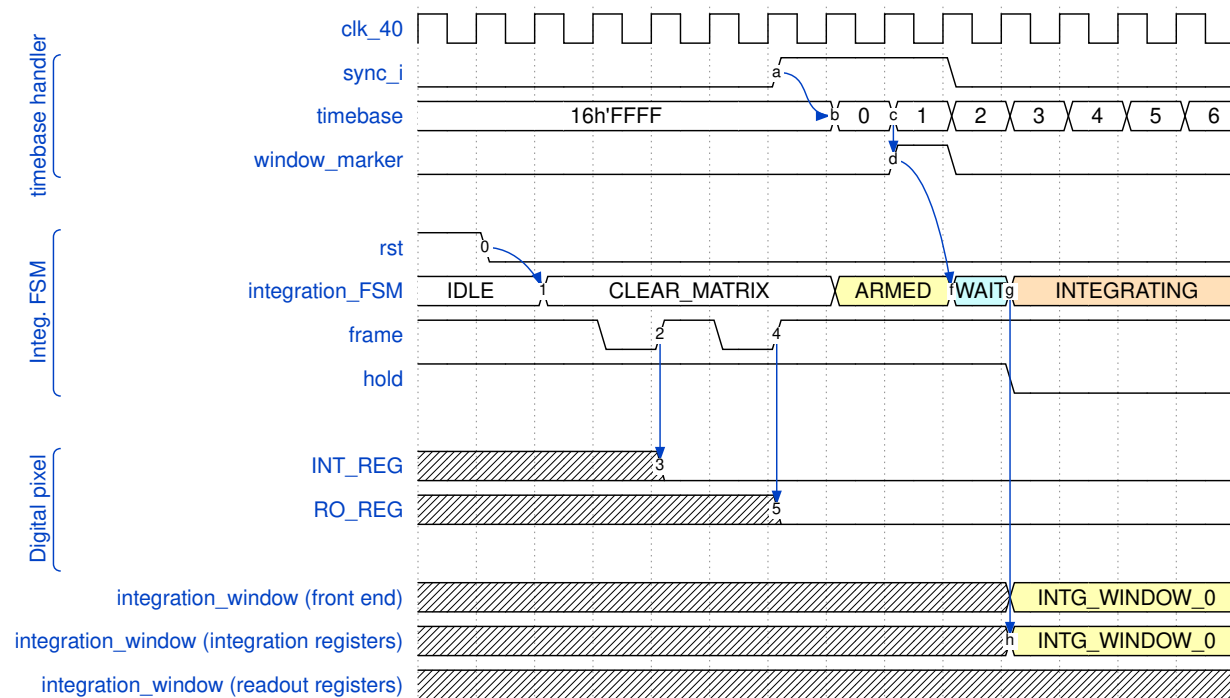 clk_40
timebase handler
sync_i a
timebase 16h'FFFF b 0 c 1 2 3 4 5 6
window_marker d
Integ. FSM
rst 0
integration_FSM IDLE 1 CLEAR_MATRIX ARMED f WAIT g INTEGRATING
frame 2 4
hold
Digital pixel
INT_REG 3
RO_REG 5
integration_window (front end) INTG_WINDOW_0
integration_window (integration registers) h INTG_WINDOW_0
integration_window (readout registers)